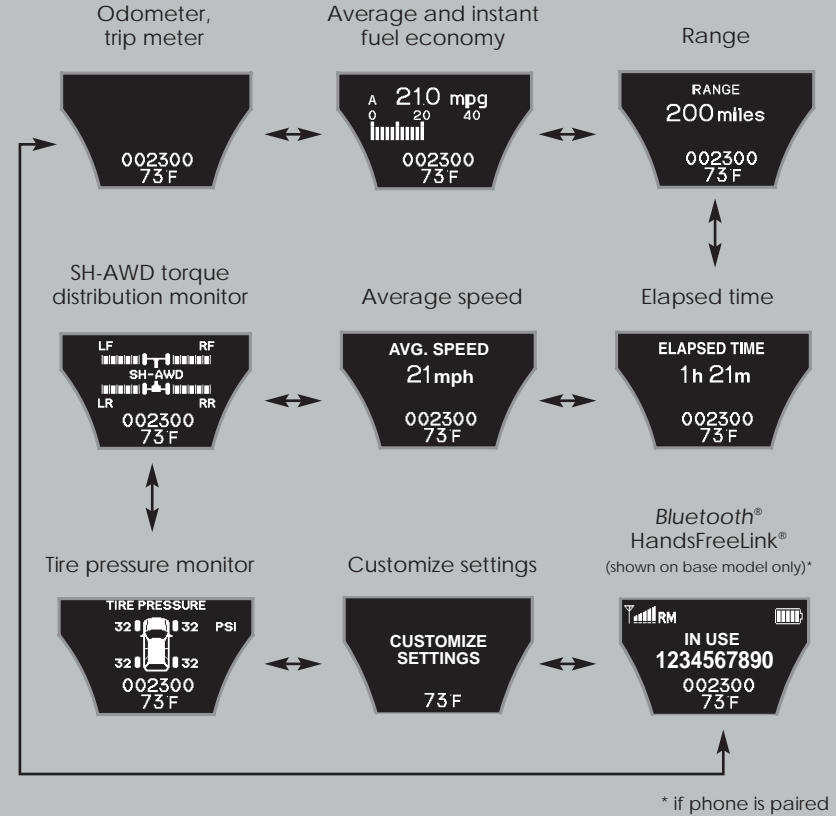 Odometer,
trip meter
002300
73°F
Average and instant
fuel economy
A 21.0 mpg
0 20 40
002300
73°F
Range
RANGE
200 miles
002300
73°F
SH-AWD torque
distribution monitor
LF RF
SH-AWD
LR RR
002300
73°F
Average speed
AVG. SPEED
21 mph
002300
73°F
Elapsed time
ELAPSED TIME
1h 21m
002300
73°F
Tire pressure monitor
TIRE PRESSURE
32 32 PSI
32 32
002300
73°F
Customize settings
CUSTOMIZE
SETTINGS
73°F
Bluetooth®
HandsFreeLink®
(shown on base model only)*
RM
IN USE
1234567890
002300
73°F
* if phone is paired